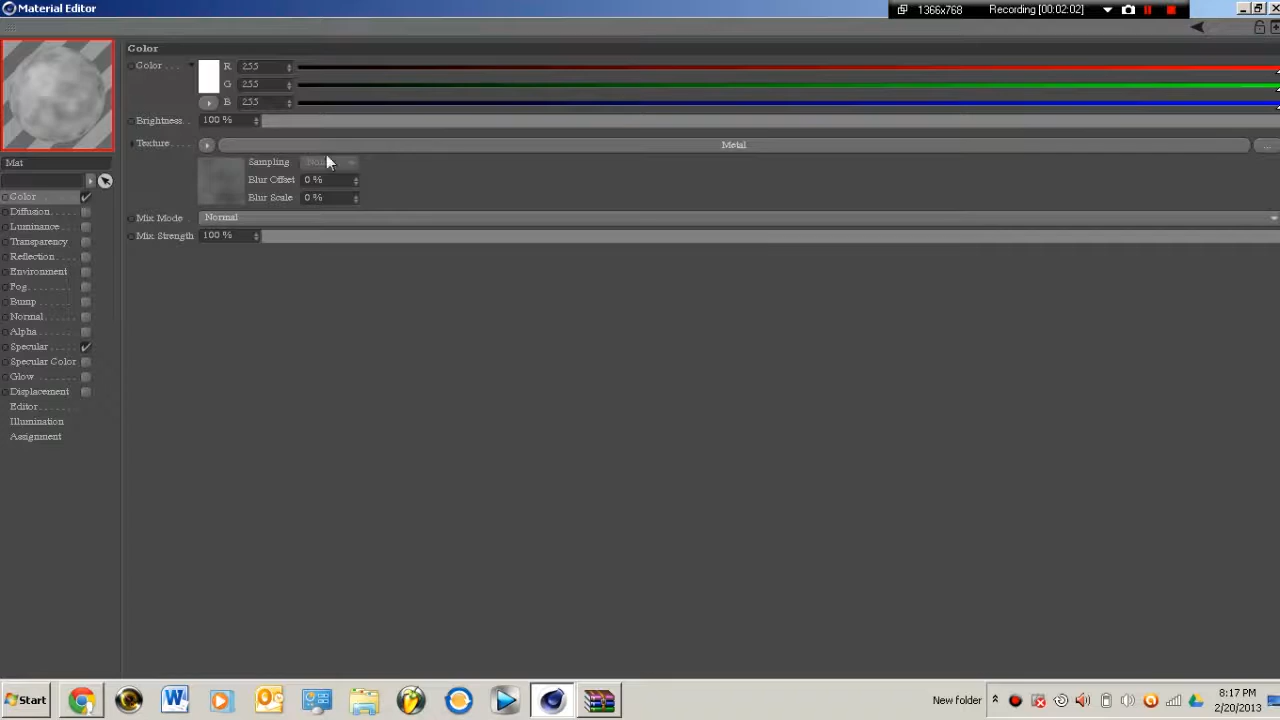 Material Editor
1366x768 Recording [00:02:02]
Color
Color . . . R 255
G 255
B 255
Brightness. 100 %
Texture . . . . . Metal ...
Sampling
Blur Offset 0 %
Blur Scale 0 %
Mix Mode Normal
Mix Strength 100 %
Mat
Color
Diffusion
Luminance
Transparency
Reflection
Environment
Fog
Bump
Normal
Alpha
Specular
Specular Color
Glow
Displacement
Editor
Illumination
Assignment
Start
New folder
8:17 PM
2/20/2013